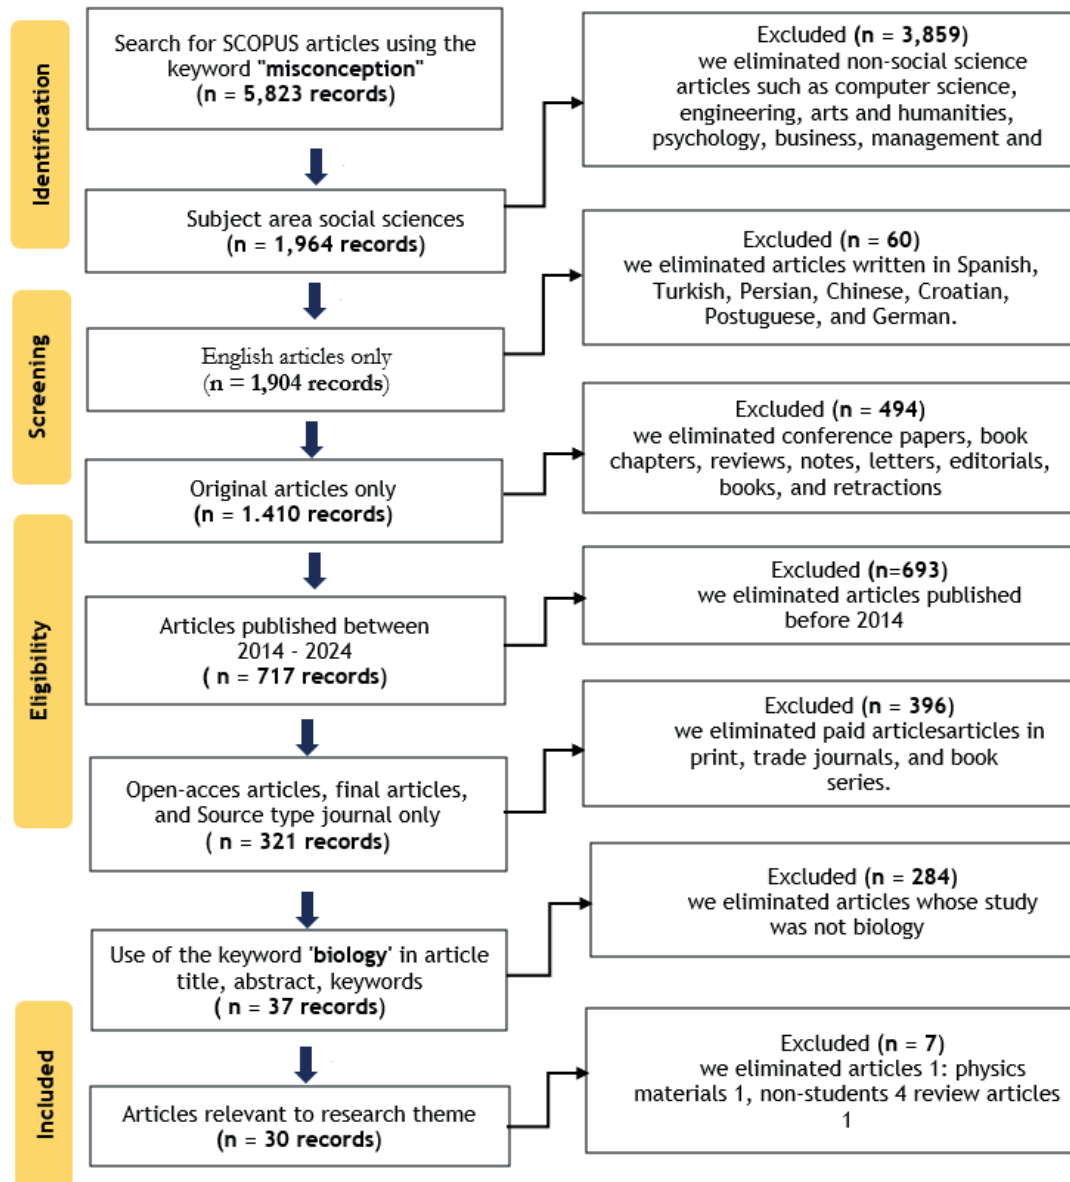 Identification
Search for SCOPUS articles using the
keyword "misconception"
(n = 5,823 records)
Excluded (n = 3,859)
we eliminated non-social science
articles such as computer science,
engineering, arts and humanities,
psychology, business, management and
Subject area social sciences
(n = 1,964 records)
Excluded (n = 60)
we eliminated articles written in Spanish,
Turkish, Persian, Chinese, Croatian,
Postuguese, and German.
Screening
English articles only
(n = 1,904 records)
Excluded (n = 494)
we eliminated conference papers, book
chapters, reviews, notes, letters, editorials,
books, and retractions
Original articles only
(n = 1.410 records)
Eligibility
Excluded (n=693)
we eliminated articles published
before 2014
Articles published between
2014 - 2024
( n = 717 records)
Excluded (n = 396)
we eliminated paid articlesarticles in
print, trade journals, and book
series.
Open-acces articles, final articles,
and Source type journal only
( n = 321 records)
Excluded (n = 284)
we eliminated articles whose study
was not biology
Use of the keyword 'biology' in article
title, abstract, keywords
( n = 37 records)
Included
Excluded (n = 7)
we eliminated articles 1: physics
materials 1, non-students 4 review articles
1
Articles relevant to research theme
(n = 30 records)